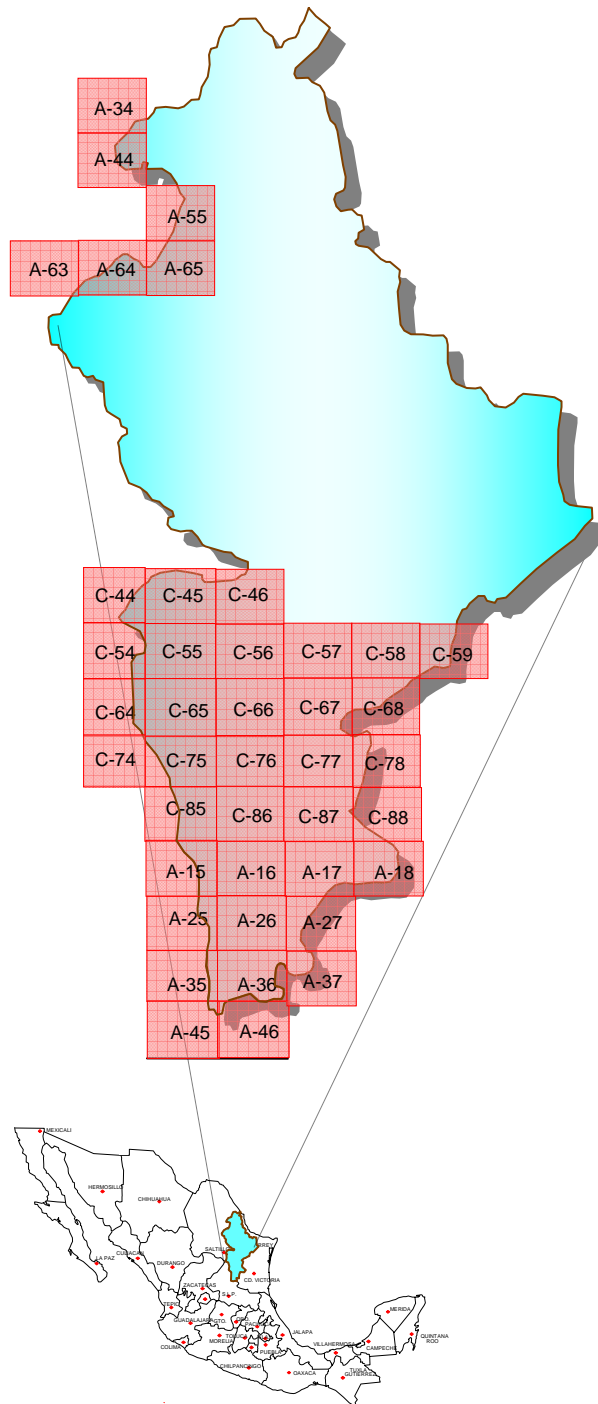 A-34
A-44
A-55
A-63 A-64 A-65
C-44 C-45 C-46
C-54 C-55 C-56 C-57 C-58 C-59
C-64 C-65 C-66 C-67 C-68
C-74 C-75 C-76 C-77 C-78
C-85 C-86 C-87 C-88
A-15 A-16 A-17 A-18
A-25 A-26 A-27
A-35 A-36 A-37
A-45 A-46
MEXICALI
HERMOSILLO
CHIHUAHUA
SALTILLO
LA PAZ
DURANGO
CD. VICTORIA
ZACATECAS
S.L.P.
TEPIC
MERIDA
GUADALAJARA
GTO.
QUINTANA
ROO
JALAPA
COLIMA
MORELIA
TOLUCA
PUEBLA
VILLAHERMOSA
CAMPECHE
CHILPANCINGO
OAXACA
TUXTLA
GUTIERREZ